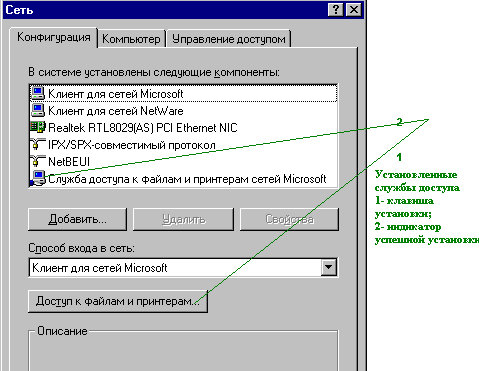 Сеть
Конфигурация Компьютер Управление доступом
В системе установлены следующие компоненты:
Клиент для сетей Microsoft
Клиент для сетей NetWare
Realtek RTL8029(AS) PCI Ethernet NIC
IPX/SPX-совместимый протокол
NetBEUI
Служба доступа к файлам и принтерам сетей Microsoft
Добавить... Удалить Свойства
Способ входа в сеть:
Клиент для сетей Microsoft
Доступ к файлам и принтерам...
Описание
2
1
Установленные
службы доступа
1- клавиша
установки;
2- индикатор
успешной установки